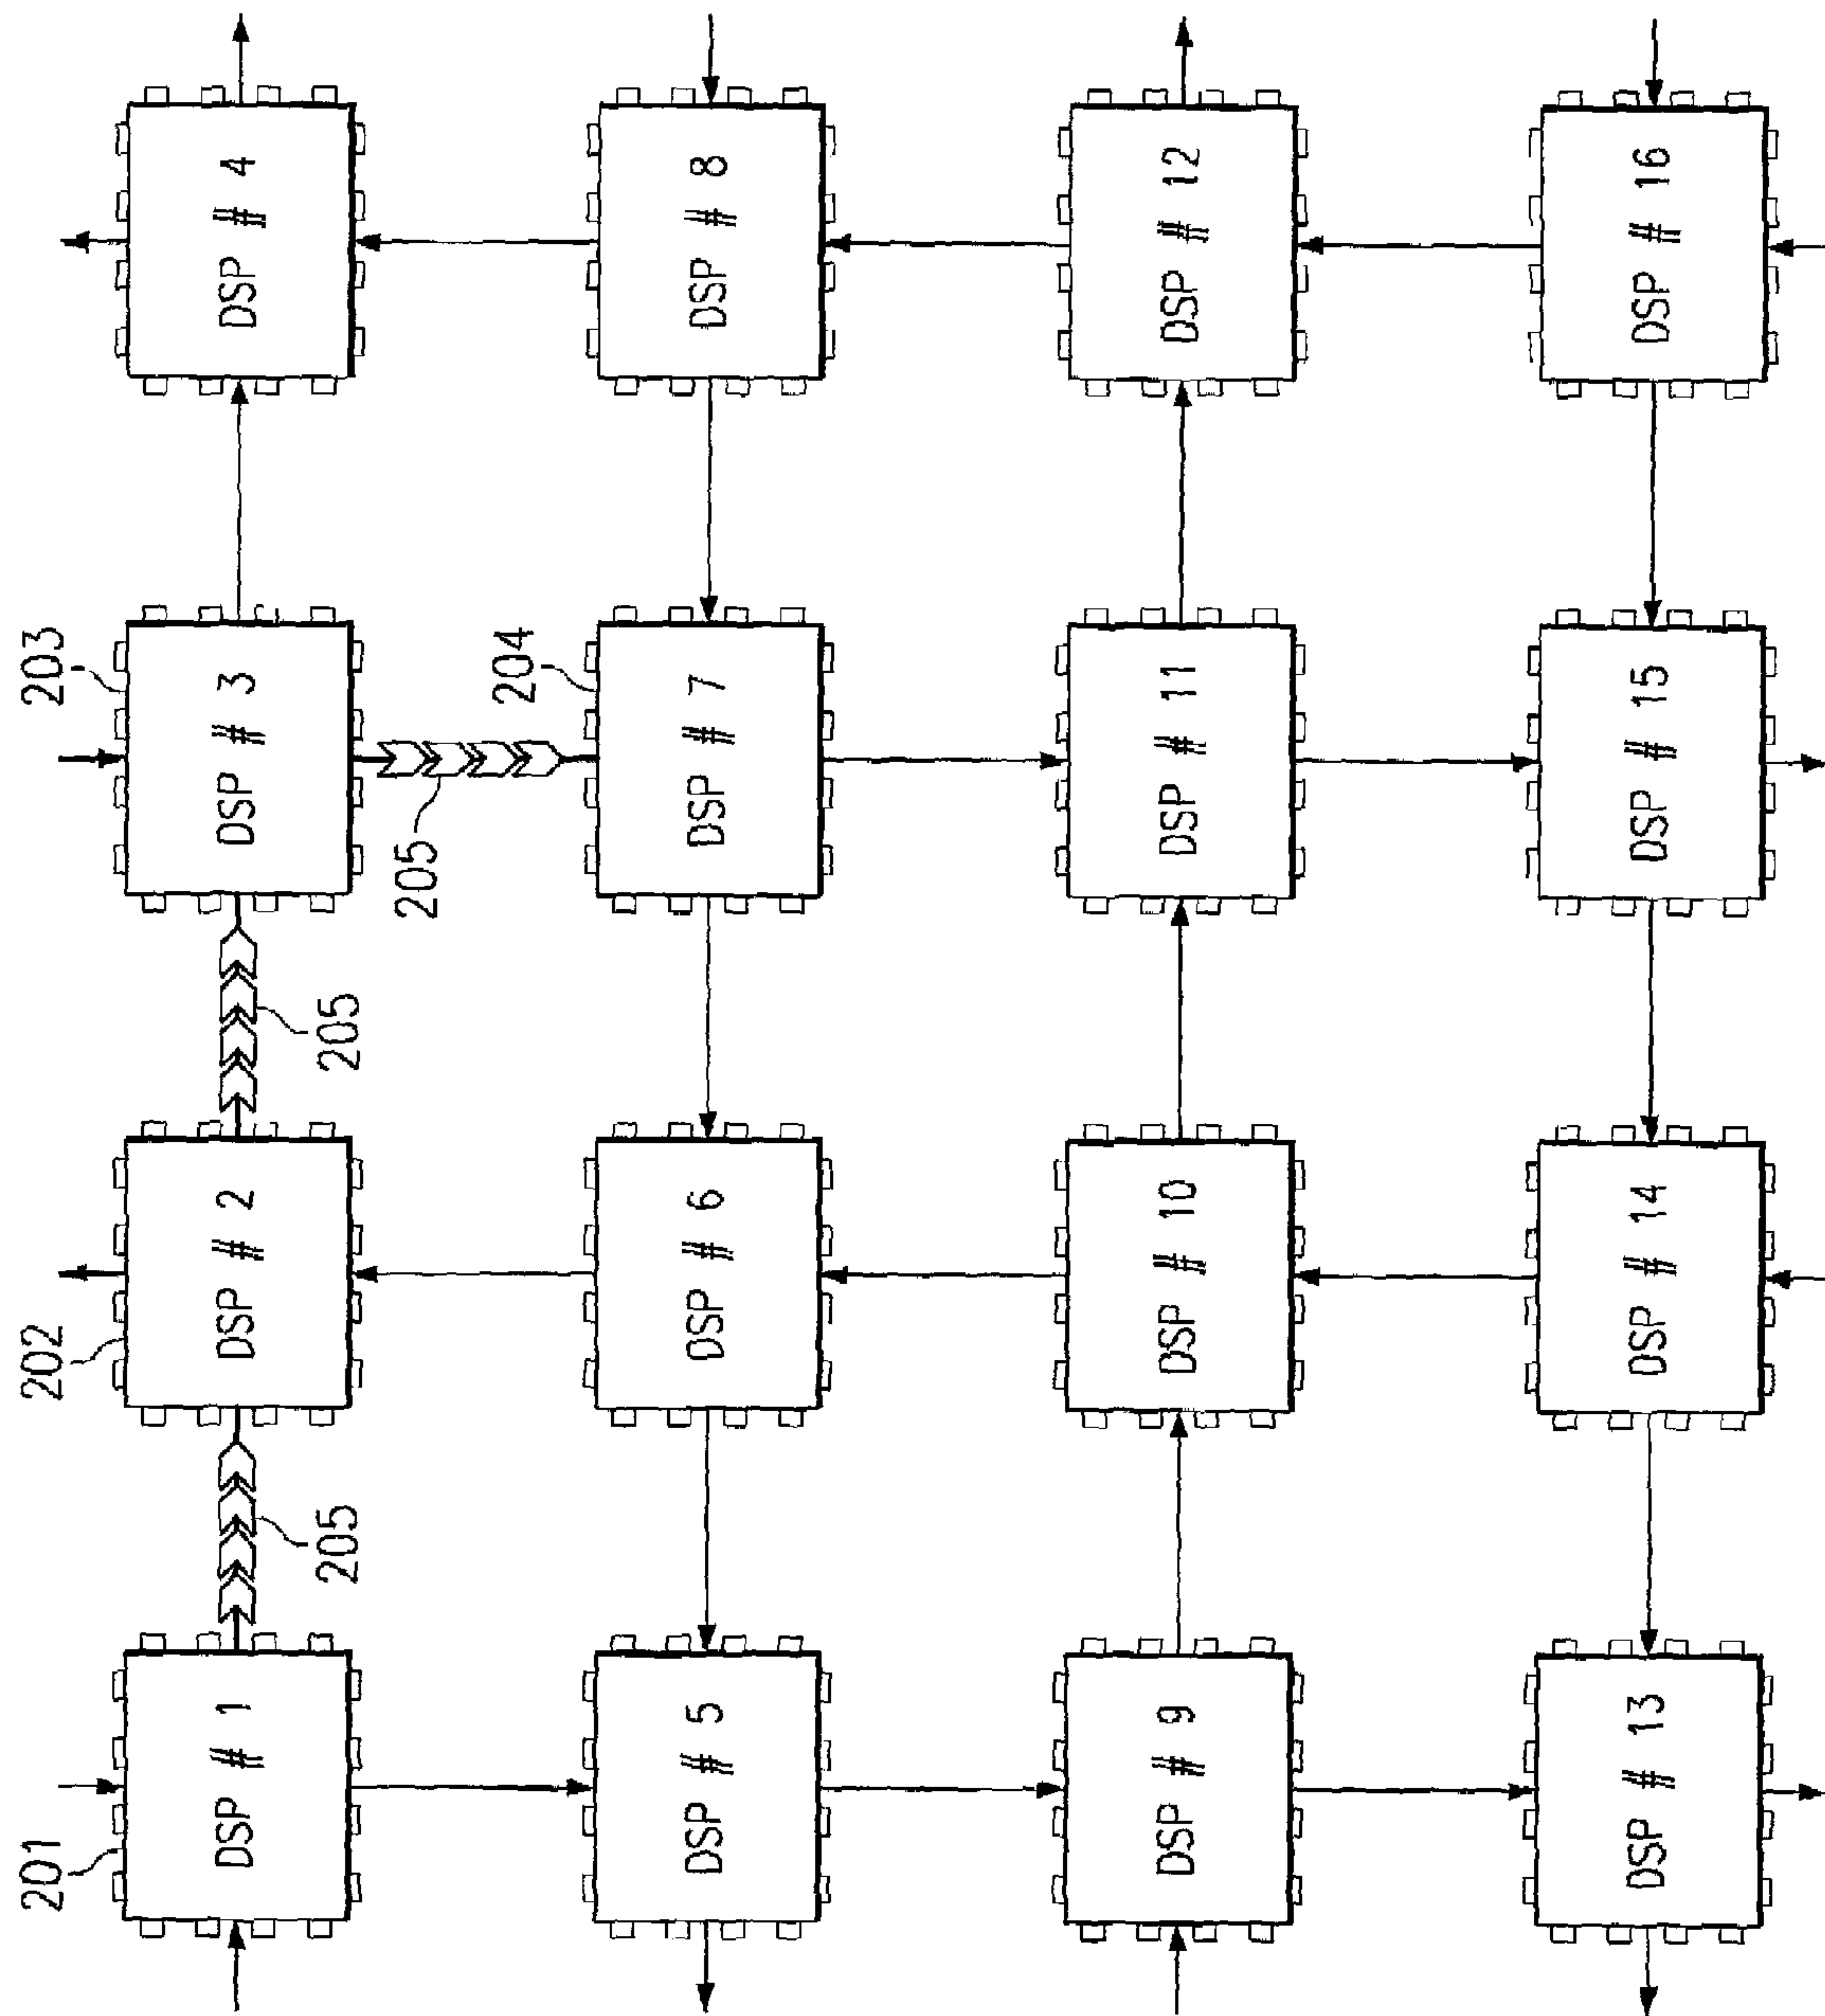 201
202
203
DSP # 1
205
DSP # 2
205
DSP # 3
DSP # 4
205
204
DSP # 5
DSP # 6
DSP # 7
DSP # 8
DSP # 9
DSP # 10
DSP # 11
DSP # 12
DSP # 13
DSP # 14
DSP # 15
DSP # 16